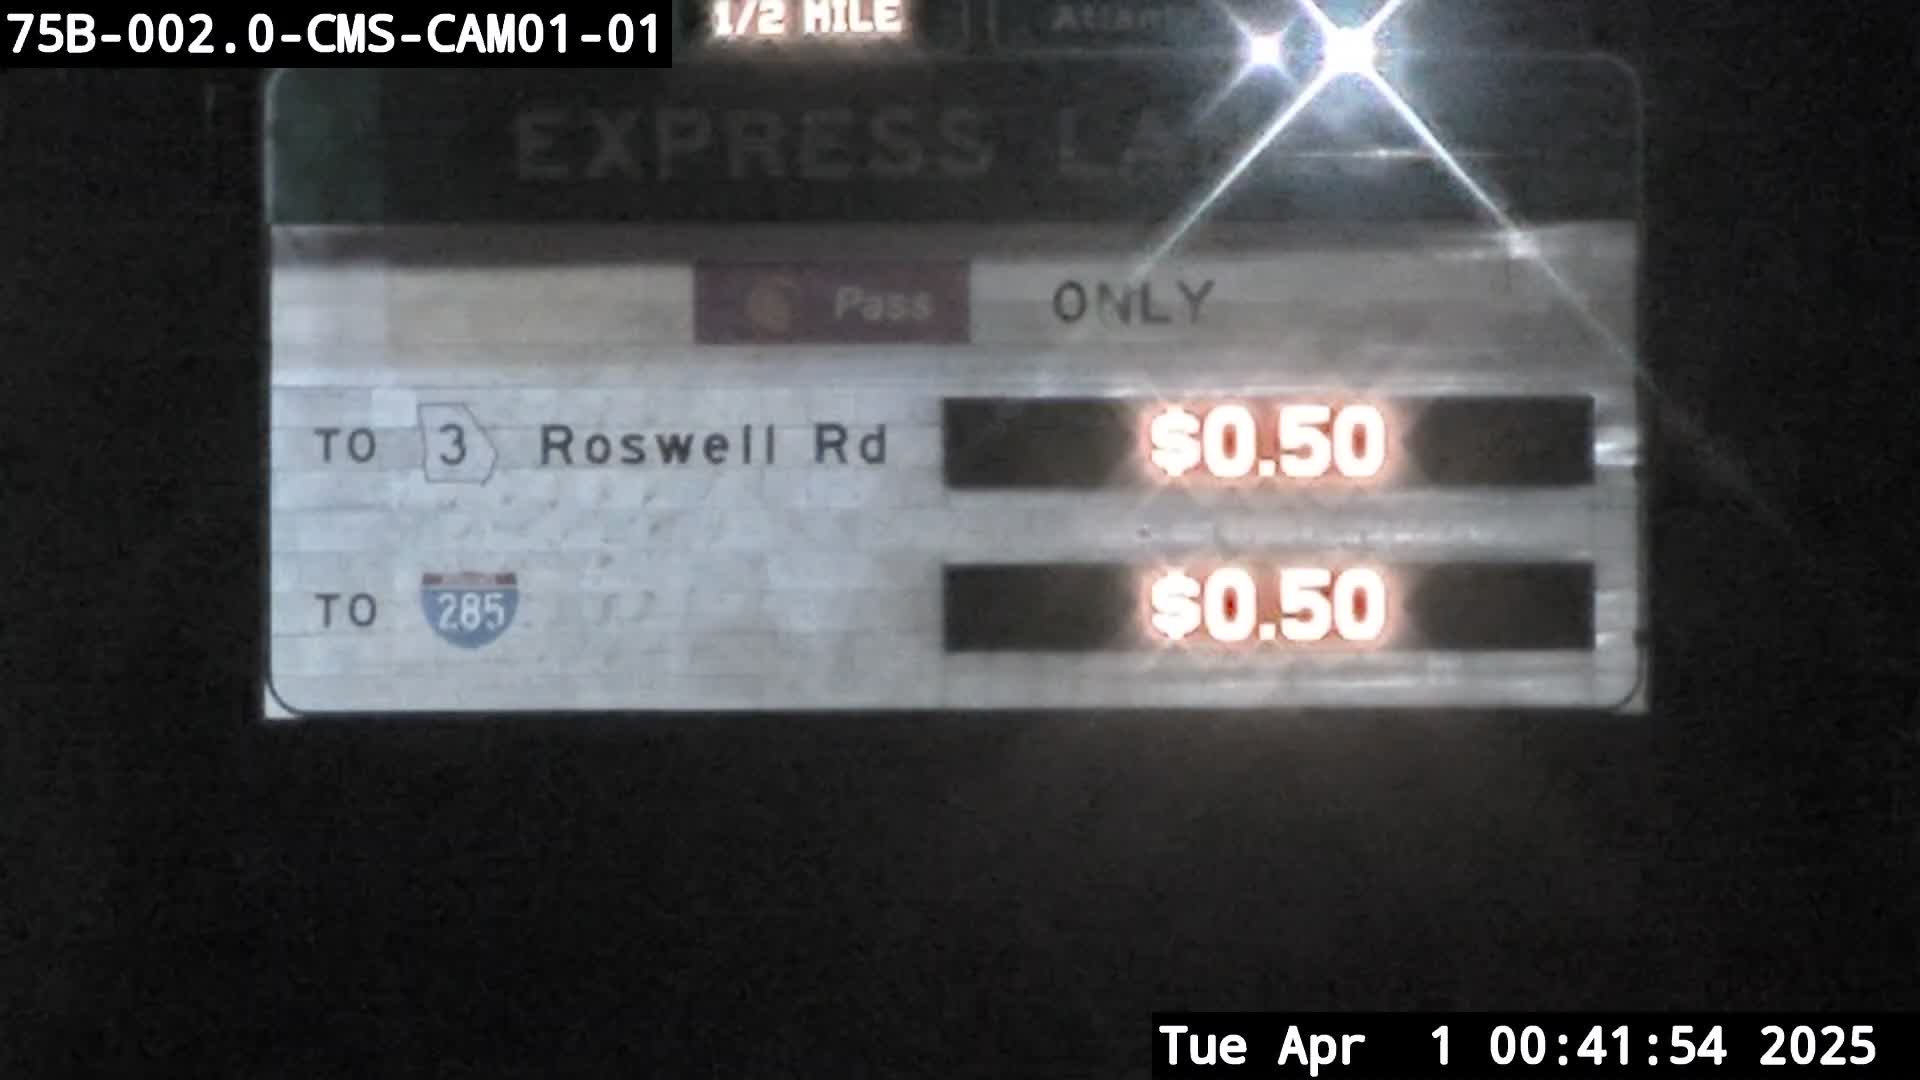 75B-002.0-CMS-CAM01-01
1/2 MILE
EXPRESS
Pass ONLY
TO 3 Roswell Rd $0.50
TO 285 $0.50
Tue Apr 1 00:41:54 2025